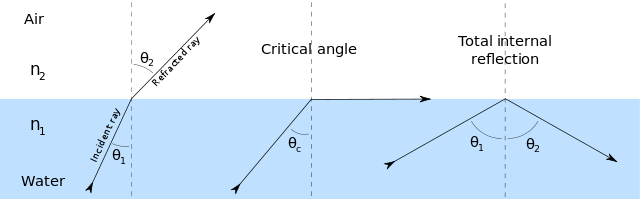 Air
n2
n1
Water
θ2
Refracted ray
Incident ray
θ1
Critical angle
θc
Total internal
reflection
θ1
θ2